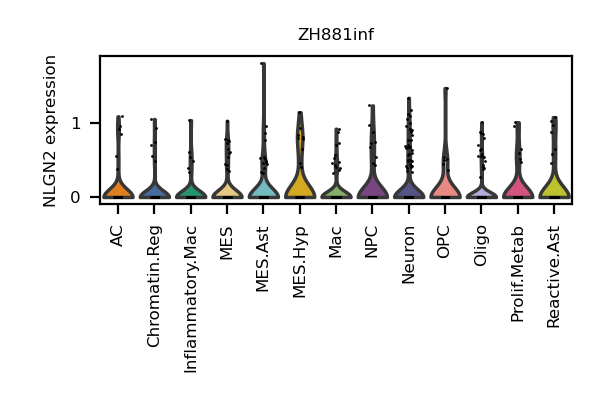 ZH881inf
NLGN2 expression
1
0
AC
Chromatin.Reg
Inflammatory.Mac
MES
MES.Ast
MES.Hyp
Mac
NPC
Neuron
OPC
Oligo
Prolif.Metab
Reactive.Ast